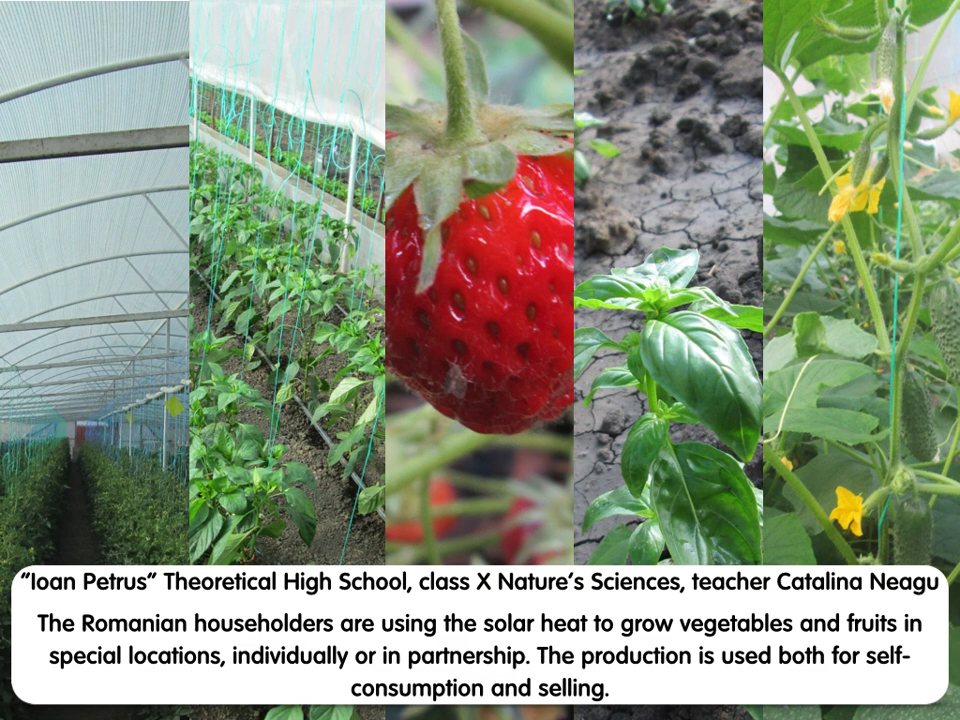 "Ioan Petrus" Theoretical High School, class X Nature's Sciences, teacher Catalina Neagu
The Romanian householders are using the solar heat to grow vegetables and fruits in
special locations, individually or in partnership. The production is used both for self-
consumption and selling.